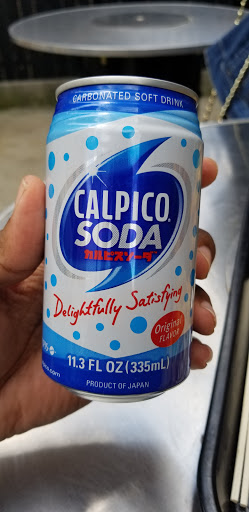 CARBONATED SOFT DRINK
CALPICO®
SODA
カルピスソーダ
Delightfully Satisfying
Original
FLAVOR
11.3 FL OZ (335mL)
PRODUCT OF JAPAN